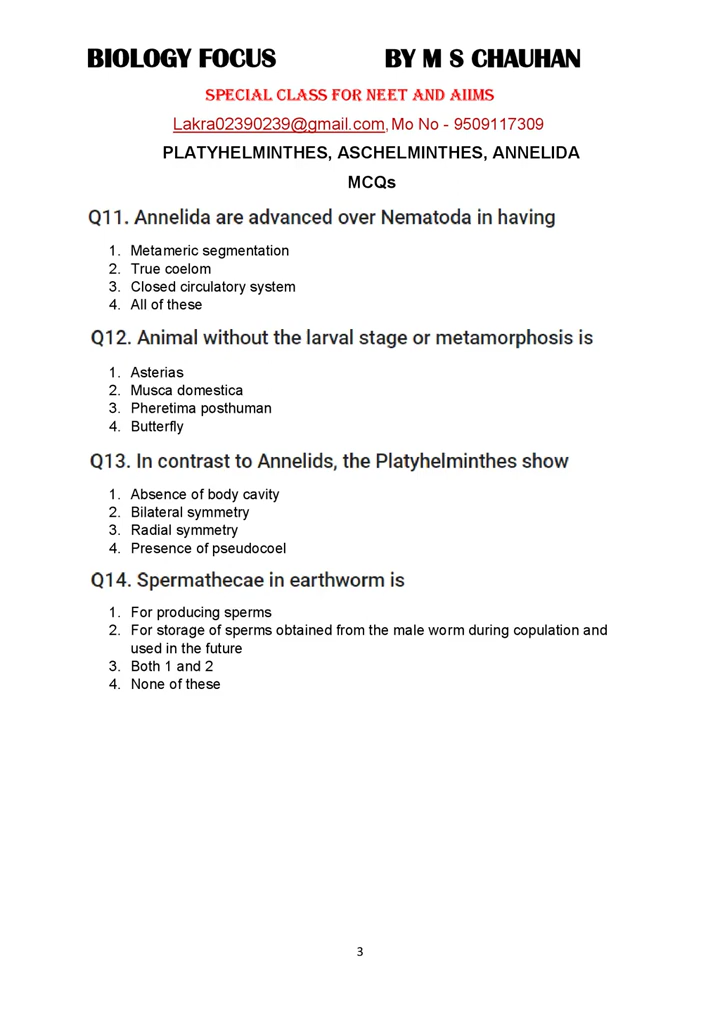 BIOLOGY FOCUS BY M S CHAUHAN
SPECIAL CLASS FOR NEET AND AIIMS
Lakra02390239@gmail.com, Mo No - 9509117309
PLATYHELMINTHES, ASCHELMINTHES, ANNELIDA
MCQs
Q11. Annelida are advanced over Nematoda in having
1. Metameric segmentation
2. True coelom
3. Closed circulatory system
4. All of these
Q12. Animal without the larval stage or metamorphosis is
1. Asterias
2. Musca domestica
3. Pheretima posthuman
4. Butterfly
Q13. In contrast to Annelids, the Platyhelminthes show
1. Absence of body cavity
2. Bilateral symmetry
3. Radial symmetry
4. Presence of pseudocoel
Q14. Spermathecae in earthworm is
1. For producing sperms
2. For storage of sperms obtained from the male worm during copulation and
used in the future
3. Both 1 and 2
4. None of these
3